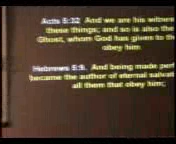 Acts 5:32 And we are his witness
these things; and so is also the
Ghost, whom God has given to the
obey him
Hebrews 5:9. And being made perf
became the author of eternal salvat
all them that obey him;